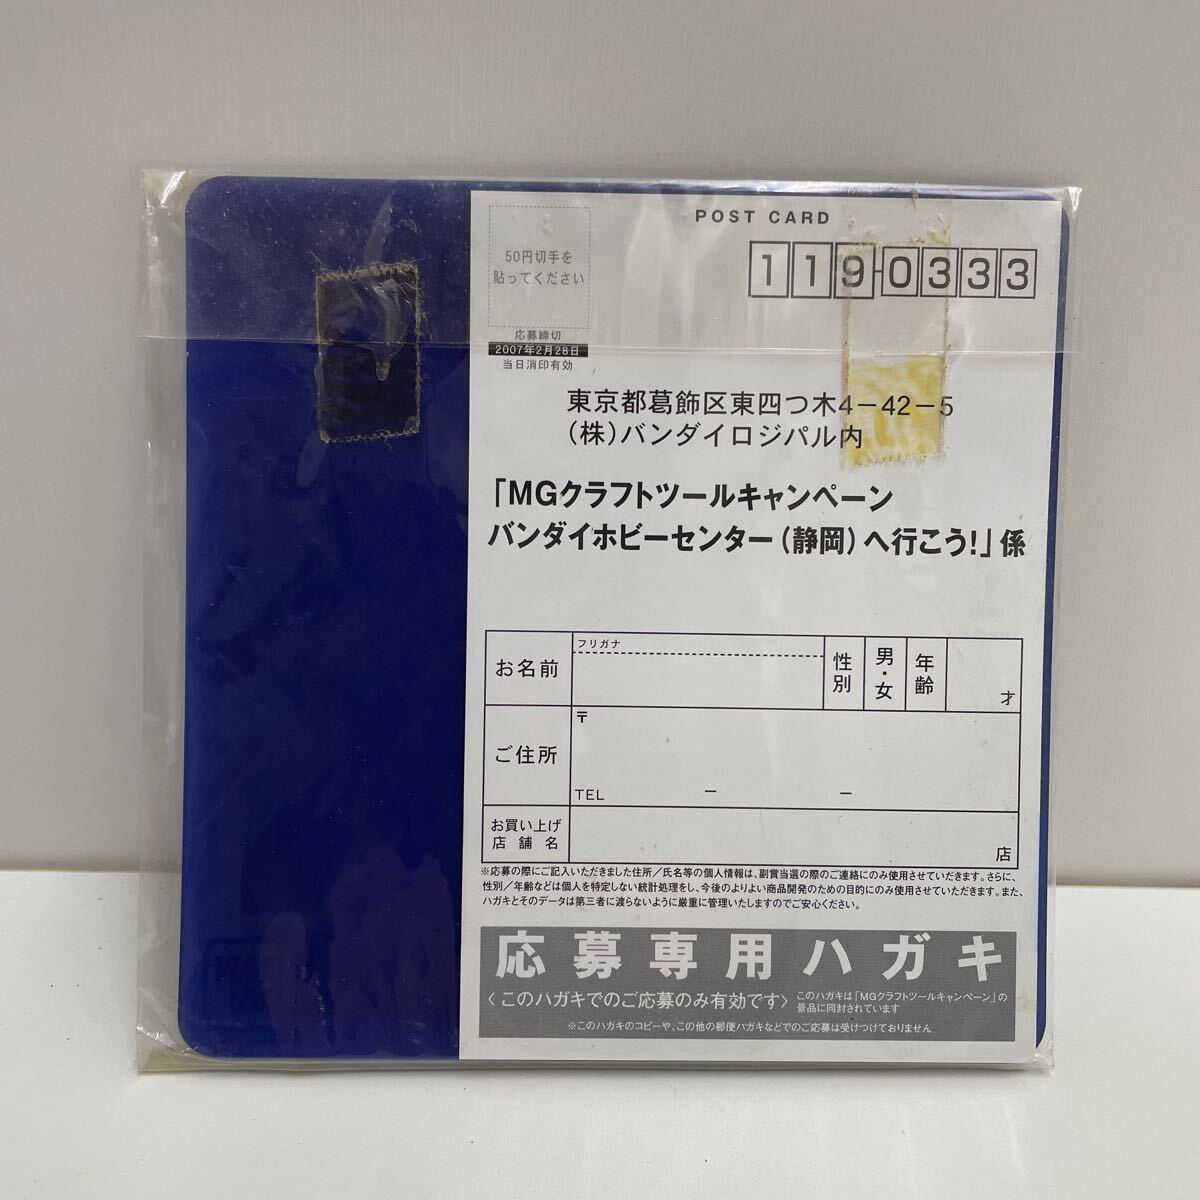 POST CARD
50円切手を
貼ってください
119-0333
応募締切
2007年2月28日
当日消印有効
東京都葛飾区東四つ木4-42-5
(株)バンダイロジパル内
「MGクラフトツールキャンペーン
バンダイホビーセンター(静岡)へ行こう!」係
お名前
フリガナ
性別
男・女
年齢
才
ご住所
〒
TEL － －
お買い上げ
店舗名
店
※応募の際にご記入いただきました住所/氏名等の個人情報は、副賞当選の際のご連絡にのみ使用させていだきます。さらに、
性別/年齢などは個人を特定しない統計処理をし、今後のよりよい商品開発のための目的にのみ使用させていただきます。また、
ハガキとそのデータは第三者に渡らないように厳重に管理いたしますのでご安心ください。
応募専用ハガキ
〈このハガキでのご応募のみ有効です〉
このハガキは「MGクラフトツールキャンペーン」の
景品に同封されています
※このハガキのコピーや、この他の郵便ハガキなどでのご応募は受けつけておりません